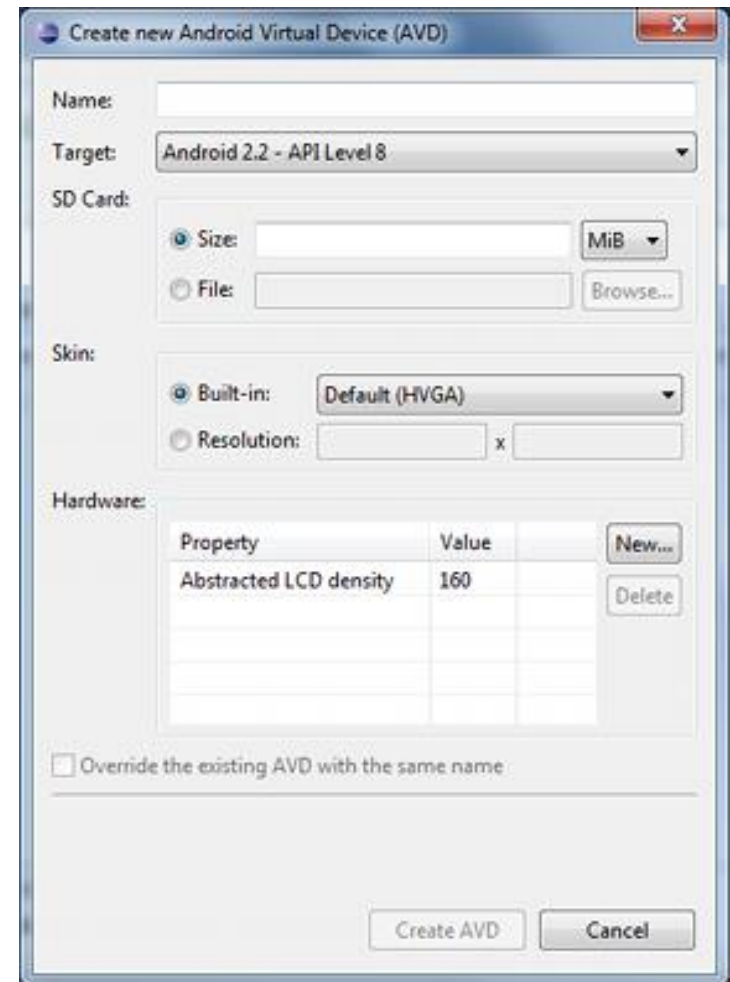 Create new Android Virtual Device (AVD)
Name:
Target: Android 2.2 - API Level 8
SD Card:
Size: MiB
File: Browse...
Skin:
Built-in: Default (HVGA)
Resolution: x
Hardware:
Property Value New...
Abstracted LCD density 160 Delete
Override the existing AVD with the same name
Create AVD Cancel